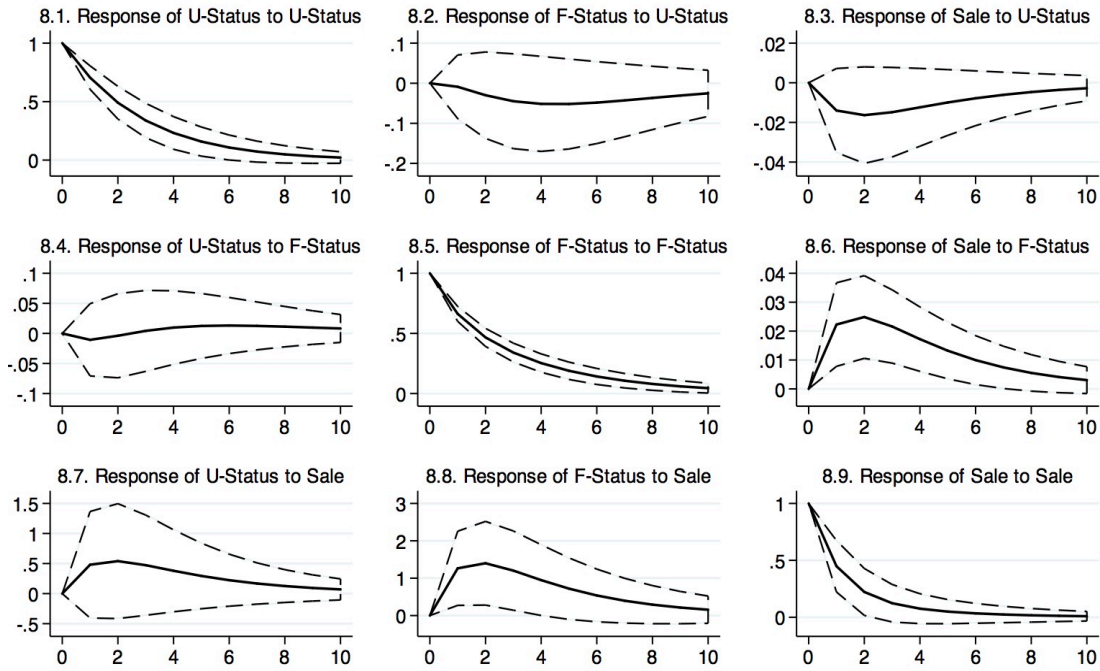 8.1. Response of U-Status to U-Status
1
.5
0
0 2 4 6 8 10
8.2. Response of F-Status to U-Status
.1
0
-.1
-.2
0 2 4 6 8 10
8.3. Response of Sale to U-Status
.02
0
-.02
-.04
0 2 4 6 8 10
8.4. Response of U-Status to F-Status
.1
.05
0
-.05
-.1
0 2 4 6 8 10
8.5. Response of F-Status to F-Status
1
.5
0
0 2 4 6 8 10
8.6. Response of Sale to F-Status
.04
.03
.02
.01
0
0 2 4 6 8 10
8.7. Response of U-Status to Sale
1.5
1
.5
0
-.5
0 2 4 6 8 10
8.8. Response of F-Status to Sale
3
2
1
0
0 2 4 6 8 10
8.9. Response of Sale to Sale
1
.5
0
0 2 4 6 8 10